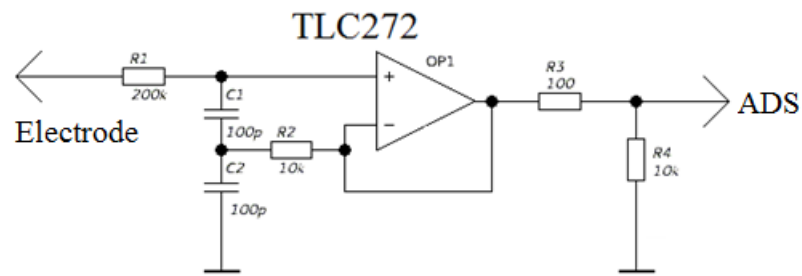 TLC272
R1
200k
Electrode
C1
100p
R2
10k
C2
100p
+
−
OP1
R3
100
ADS
R4
10k